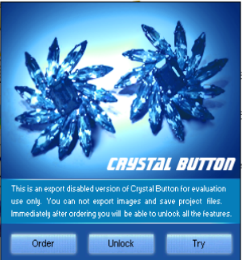 CRYSTAL BUTTON
This is an export disabled version of Crystal Button for evaluation
use only. You can not export images and save project files.
Immediately after ordering you will be able to unlock all the features.
Order Unlock Try